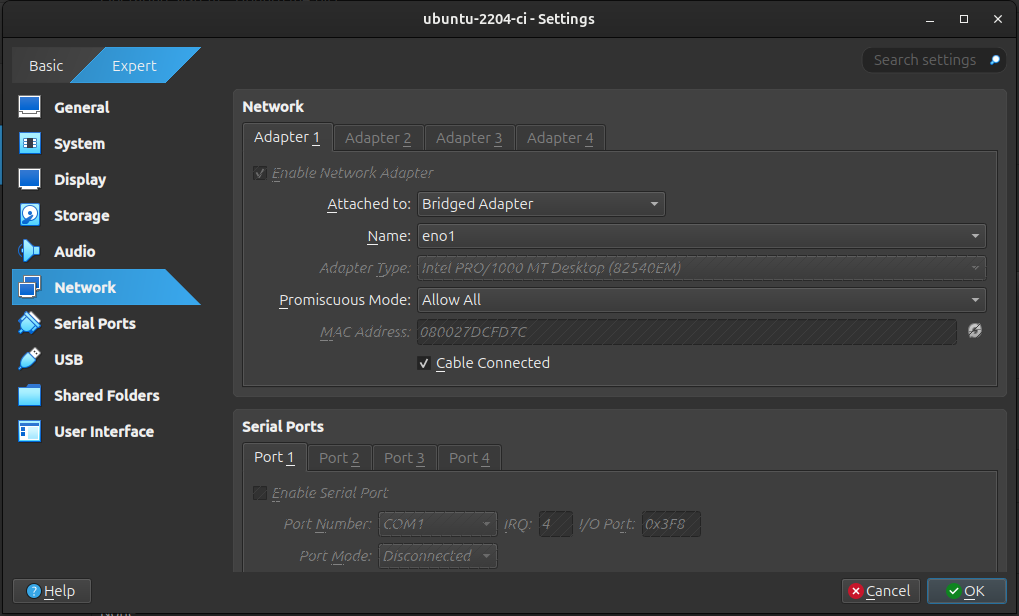 ubuntu-2204-ci - Settings
Basic
Expert
Search settings
General
System
Display
Storage
Audio
Network
Serial Ports
USB
Shared Folders
User Interface
Network
Adapter 1
Adapter 2
Adapter 3
Adapter 4
Enable Network Adapter
Attached to: Bridged Adapter
Name: eno1
Adapter Type: Intel PRO/1000 MT Desktop (82540EM)
Promiscuous Mode: Allow All
MAC Address: 080027DCFD7C
Cable Connected
Serial Ports
Port 1
Port 2
Port 3
Port 4
Enable Serial Port
Port Number: COM1 IRQ: 4 I/O Port: 0x3F8
Port Mode: Disconnected
Help
Cancel
OK